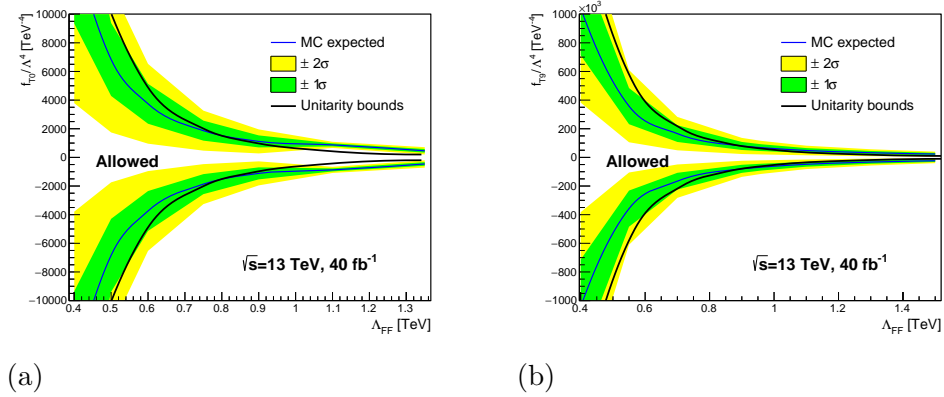 f_T0/Λ⁴ [TeV⁻⁴]
10000
8000
6000
4000
2000
0
−2000
−4000
−6000
−8000
−10000
MC expected
± 2σ
± 1σ
Unitarity bounds
Allowed
√s=13 TeV, 40 fb⁻¹
0.4 0.5 0.6 0.7 0.8 0.9 1 1.1 1.2 1.3
Λ_FF [TeV]
(a)
f_T9/Λ⁴ [TeV⁻⁴]
×10³
1000
800
600
400
200
0
−200
−400
−600
−800
−1000
MC expected
± 2σ
± 1σ
Unitarity bounds
Allowed
√s=13 TeV, 40 fb⁻¹
0.4 0.6 0.8 1 1.2 1.4
Λ_FF [TeV]
(b)